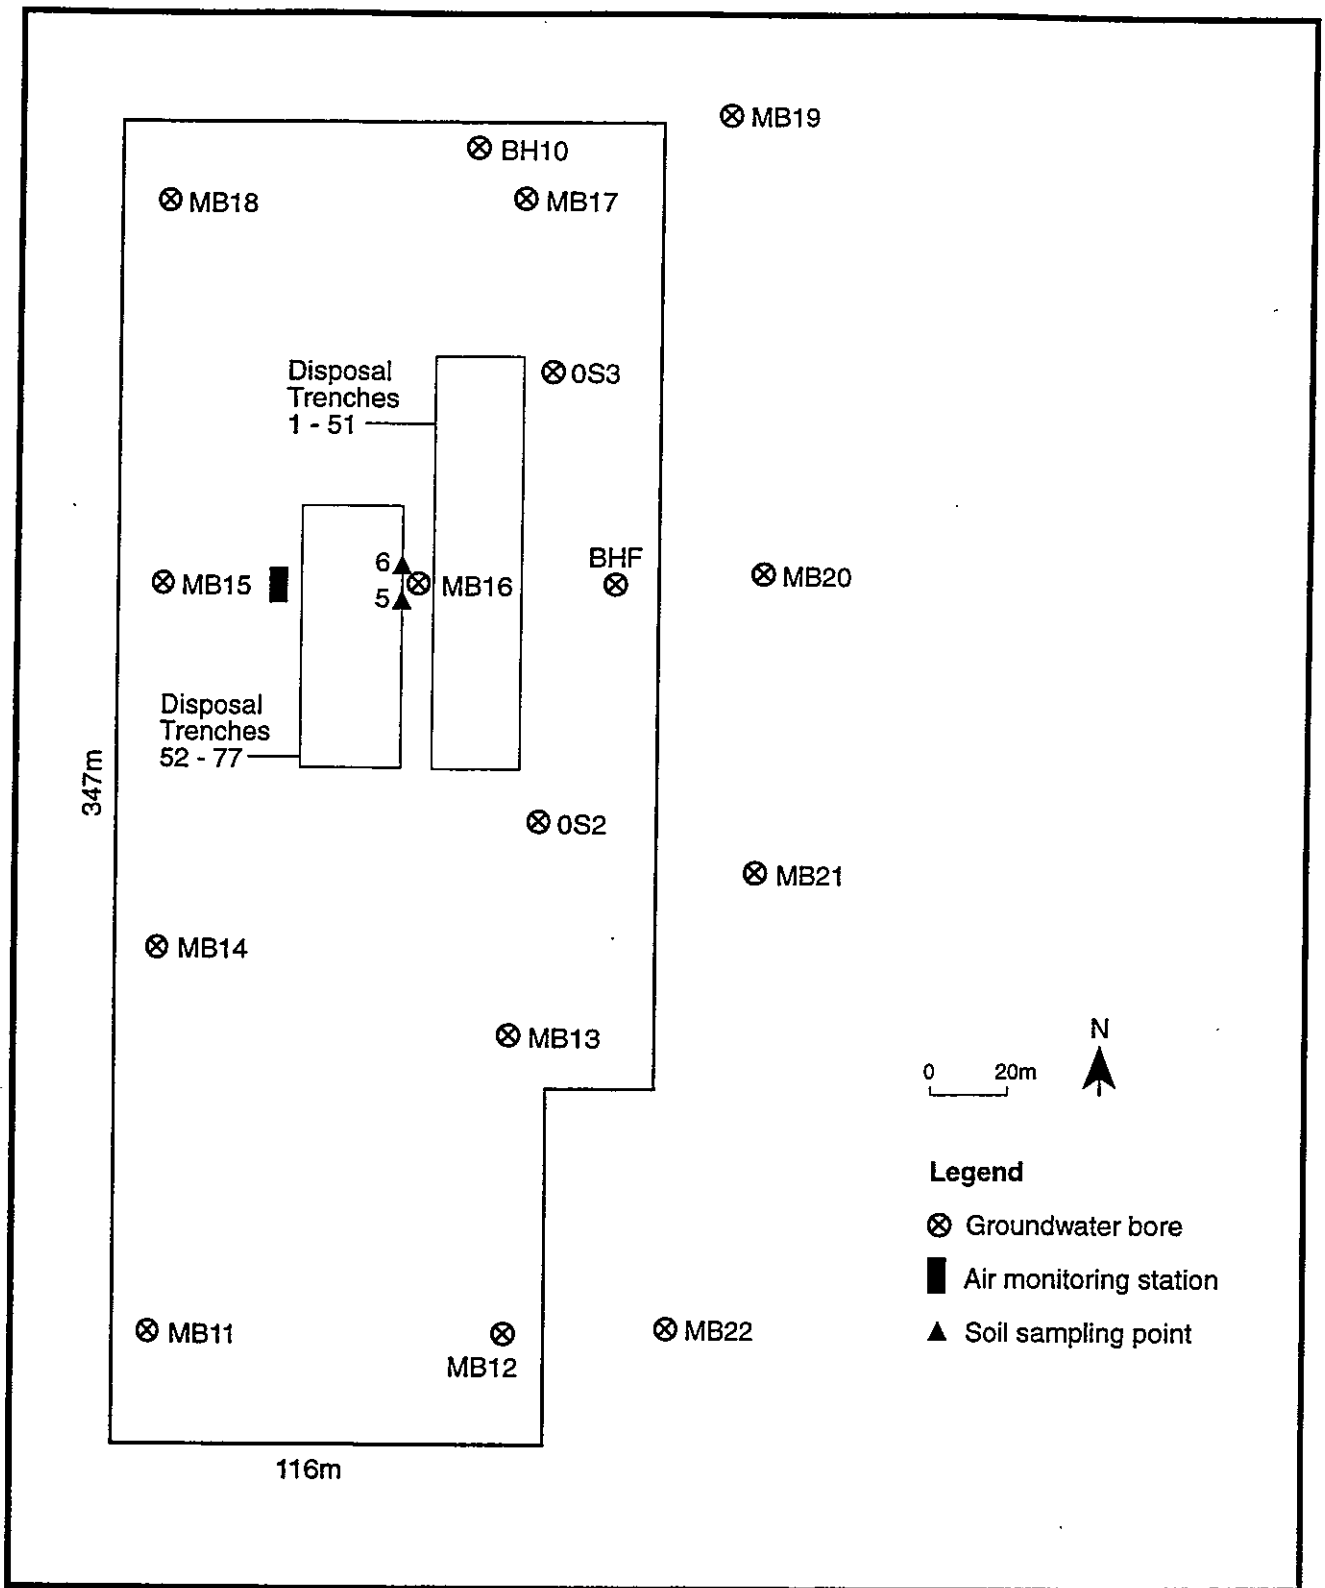 MB19
BH10
MB18
MB17
Disposal
Trenches
1 - 51
0S3
BHF
6
MB15
MB16
MB20
5
Disposal
Trenches
52 - 77
347m
0S2
MB21
MB14
MB13
N
0 20m
Legend
Groundwater bore
Air monitoring station
Soil sampling point
MB11
MB12
MB22
116m